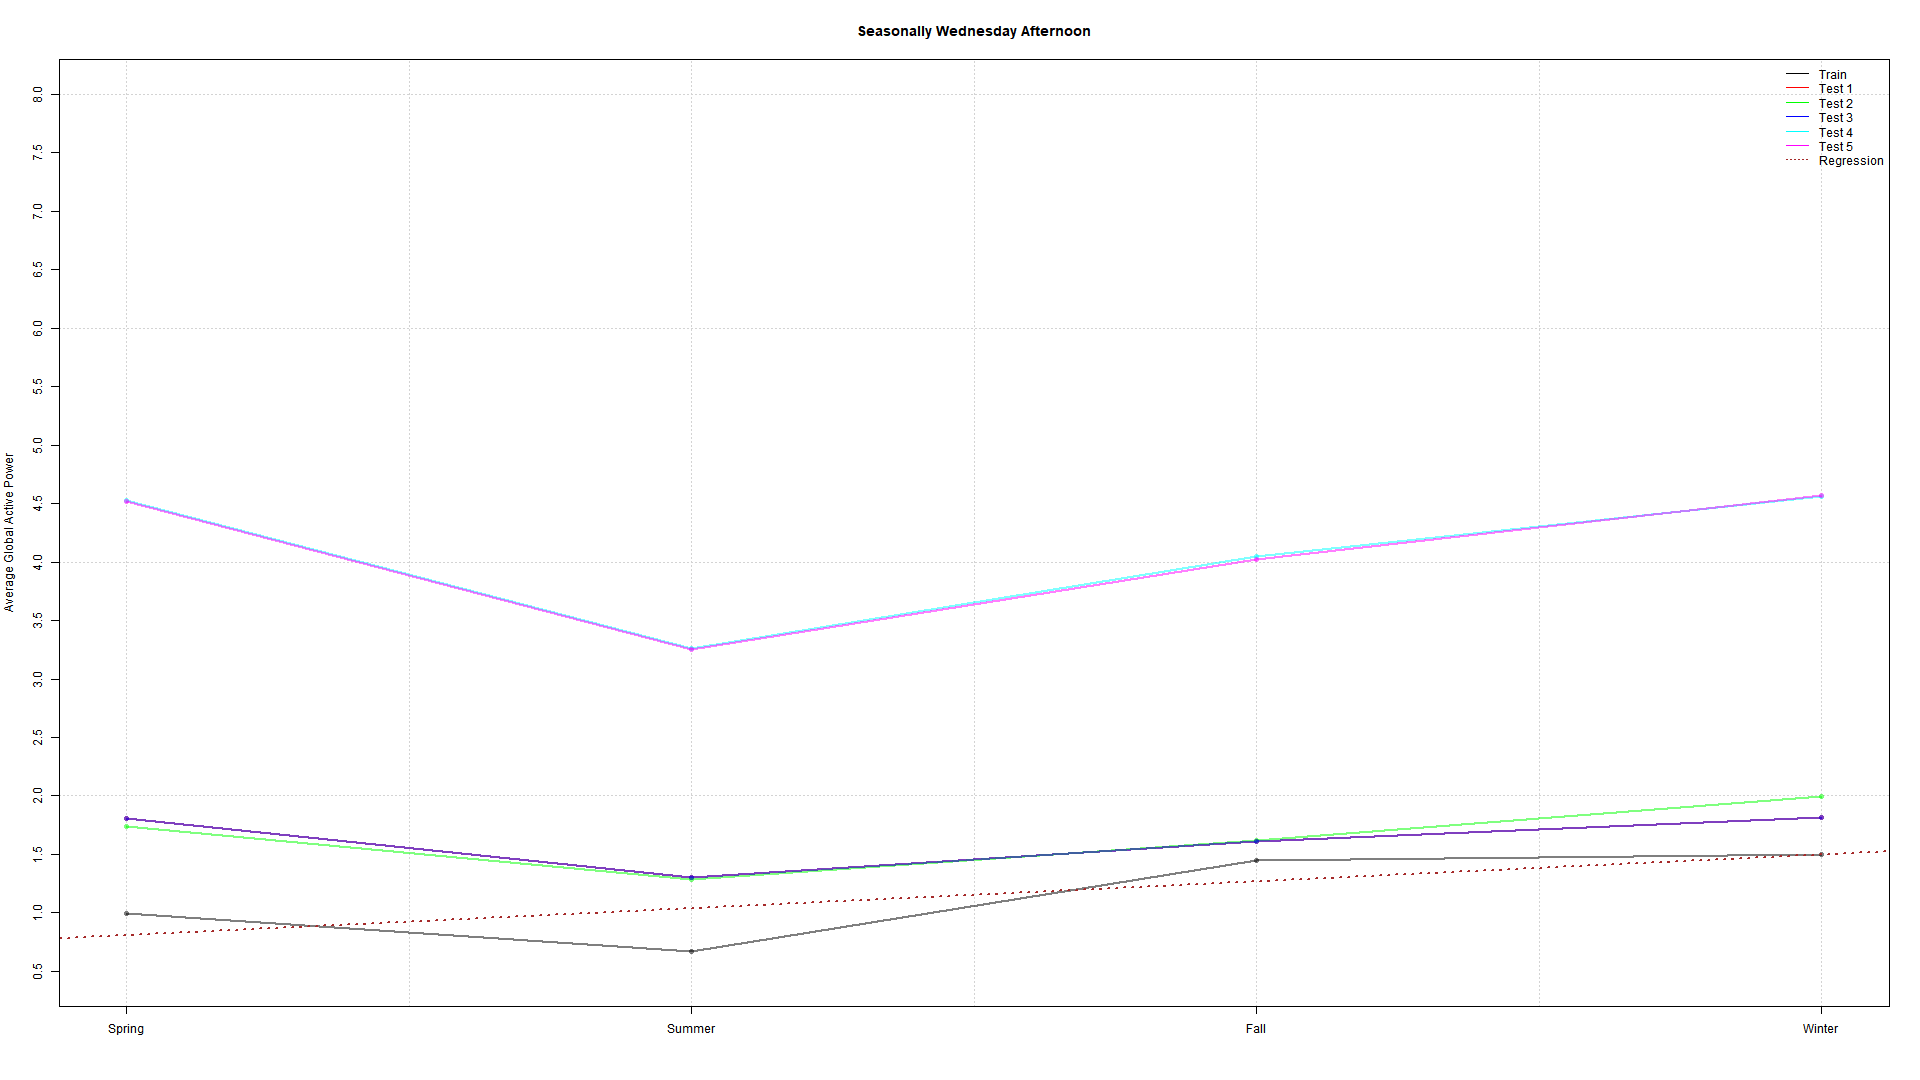 Seasonally Wednesday Afternoon
Train
Test 1
Test 2
Test 3
Test 4
Test 5
Regression
Average Global Active Power
8.0
7.5
7.0
6.5
6.0
5.5
5.0
4.5
4.0
3.5
3.0
2.5
2.0
1.5
1.0
0.5
Spring Summer Fall Winter